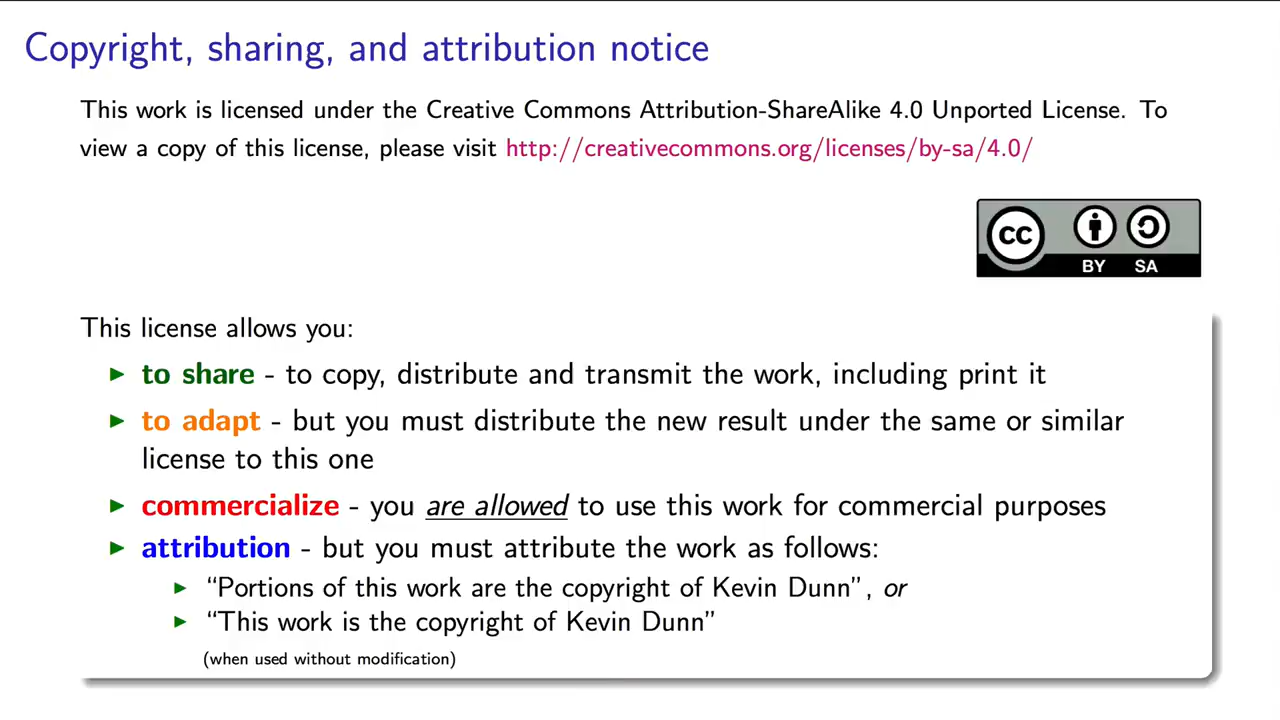 Copyright, sharing, and attribution notice
This work is licensed under the Creative Commons Attribution-ShareAlike 4.0 Unported License. To
view a copy of this license, please visit http://creativecommons.org/licenses/by-sa/4.0/
CC BY SA
This license allows you:
to share - to copy, distribute and transmit the work, including print it
to adapt - but you must distribute the new result under the same or similar
license to this one
commercialize - you are allowed to use this work for commercial purposes
attribution - but you must attribute the work as follows:
“Portions of this work are the copyright of Kevin Dunn”, or
“This work is the copyright of Kevin Dunn”
(when used without modification)